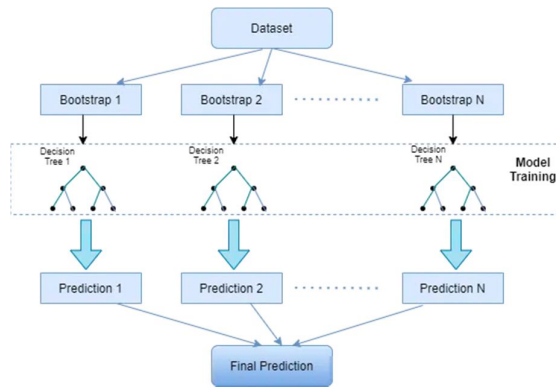 Dataset
Bootstrap 1
Bootstrap 2
Bootstrap N
Decision
Tree 1
Decision
Tree 2
Decision
Tree N
Model
Training
Prediction 1
Prediction 2
Prediction N
Final Prediction